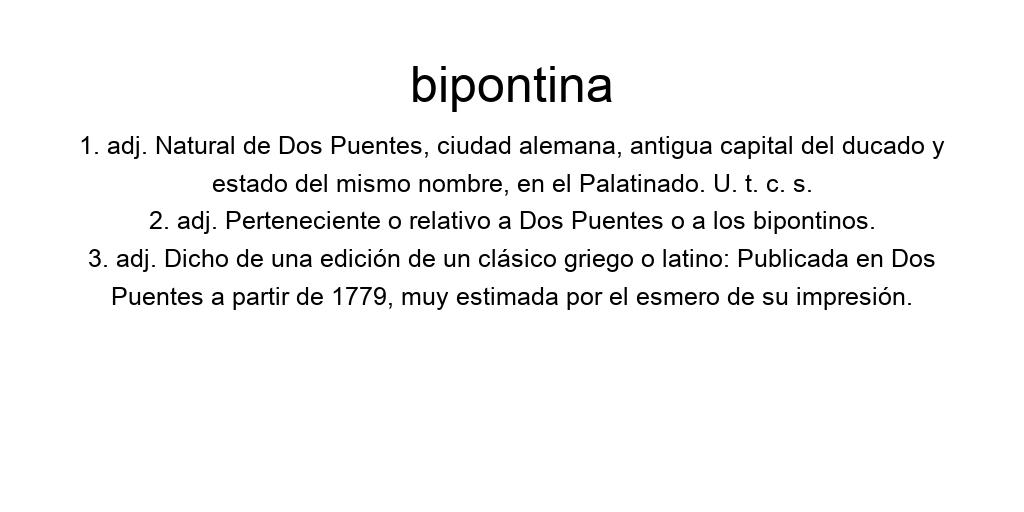 bipontina
1. adj. Natural de Dos Puentes, ciudad alemana, antigua capital del ducado y
estado del mismo nombre, en el Palatinado. U. t. c. s.
2. adj. Perteneciente o relativo a Dos Puentes o a los bipontinos.
3. adj. Dicho de una edición de un clásico griego o latino: Publicada en Dos
Puentes a partir de 1779, muy estimada por el esmero de su impresión.